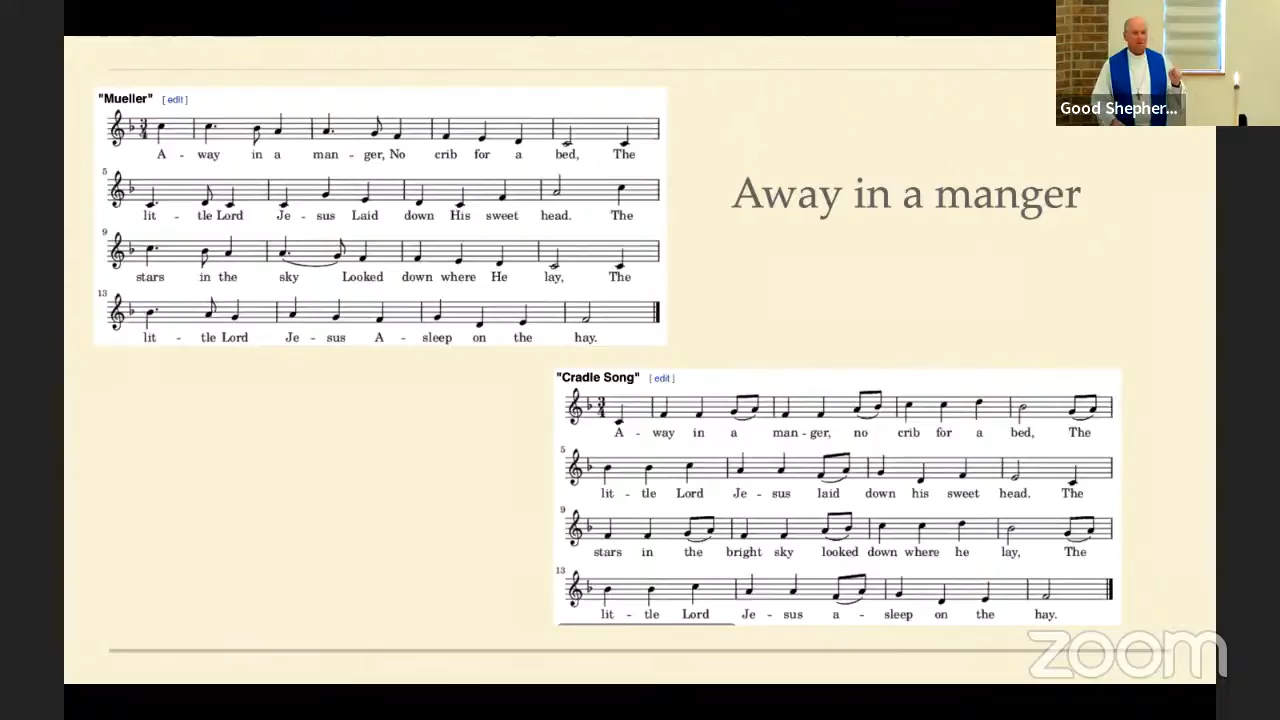 Good Shepher...
"Mueller" [ edit ]
A - way in a man - ger, No crib for a bed, The
5
lit - tle Lord Je - sus Laid down His sweet head. The
9
stars in the sky Looked down where He lay, The
13
lit - tle Lord Je - sus A - sleep on the hay.
Away in a manger
"Cradle Song" [ edit ]
A - way in a man - ger, no crib for a bed, The
5
lit - tle Lord Je - sus laid down his sweet head. The
9
stars in the bright sky looked down where he lay, The
13
lit - tle Lord Je - sus a - sleep on the hay.
zoom